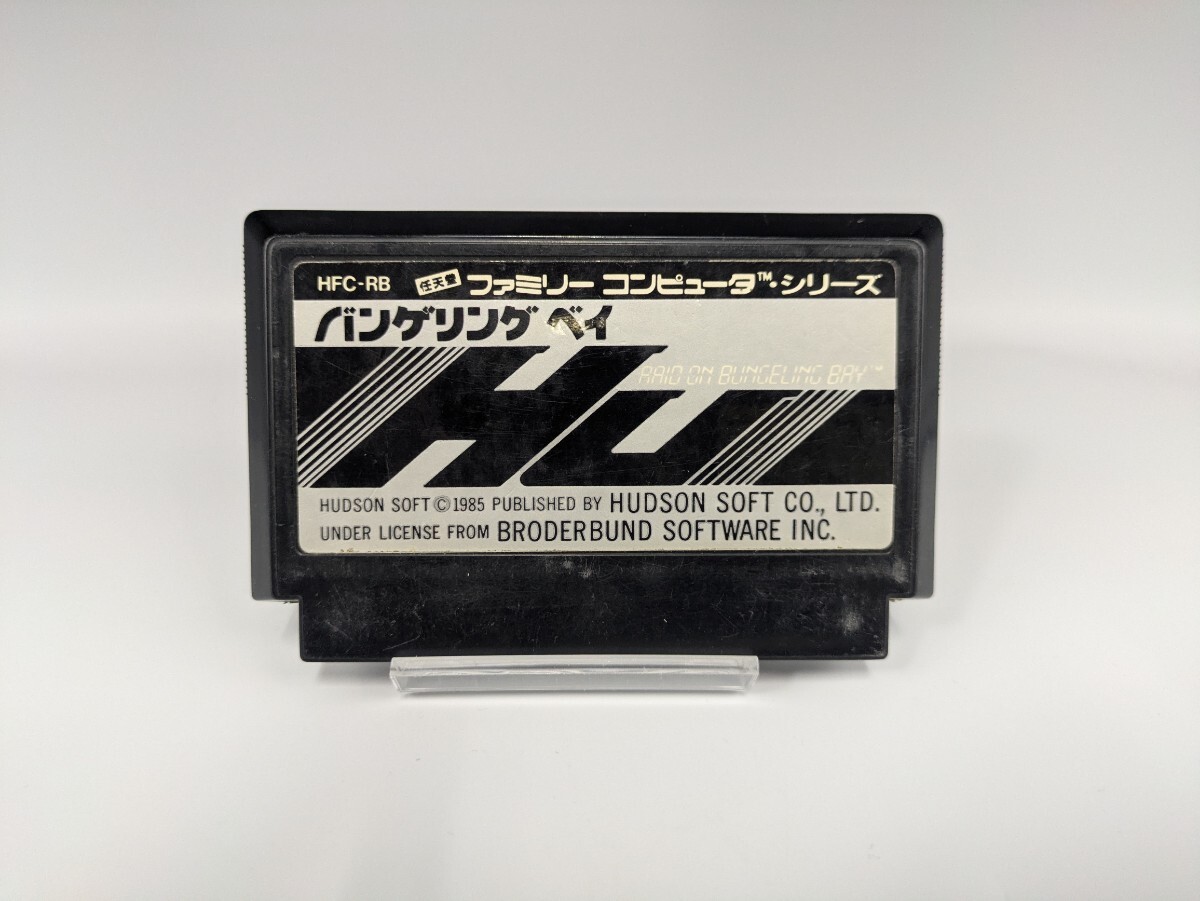 HFC-RB 任天堂 ファミリー コンピュータ™・シリーズ
バンゲリング ベイ
RAID ON BUNGELING BAY™
HU
HUDSON SOFT © 1985 PUBLISHED BY HUDSON SOFT CO., LTD.
UNDER LICENSE FROM BRODERBUND SOFTWARE INC.